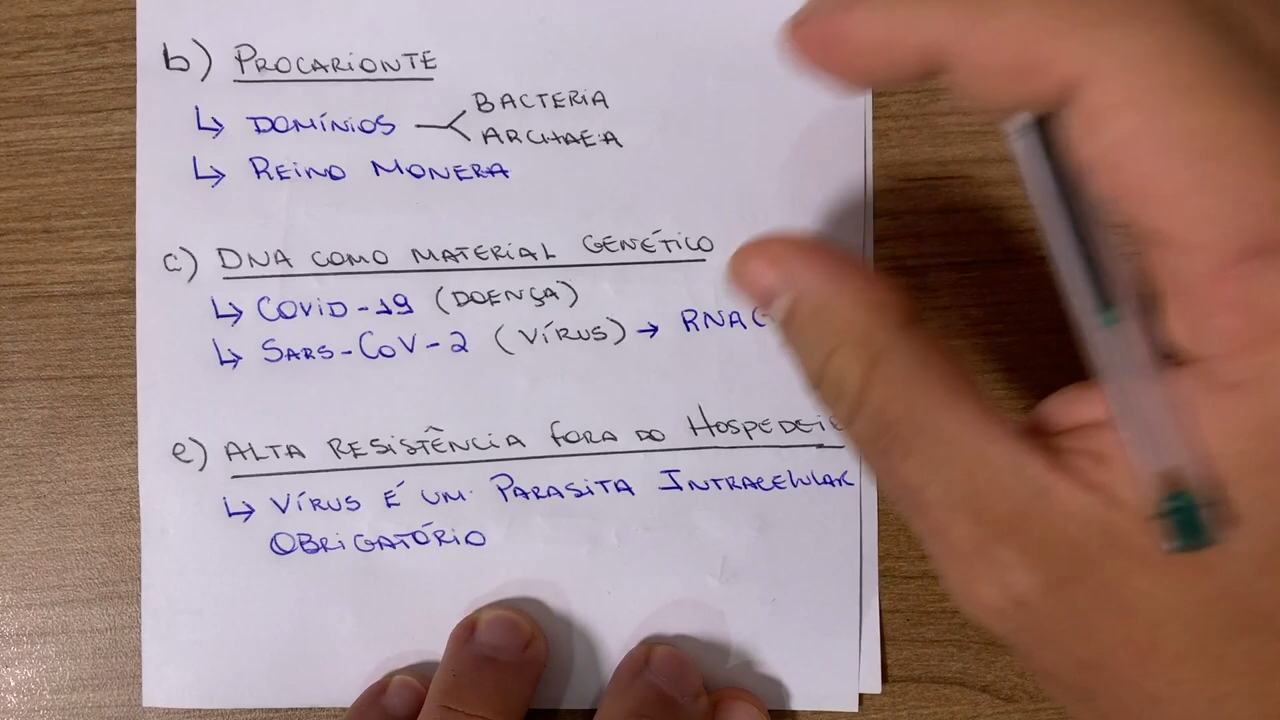 b) PROCARIONTE
↳ DOMÍNIOS BACTERIA
ARCHAEA
↳ REINO MONERA
c) DNA COMO MATERIAL GENÉTICO
↳ COVID-19 (DOENÇA)
↳ SARS-CoV-2 (VÍRUS) → RNA
e) ALTA RESISTÊNCIA FORA DO
↳ VÍRUS É UM PARASITA INTRACELULAR
OBRIGATÓRIO